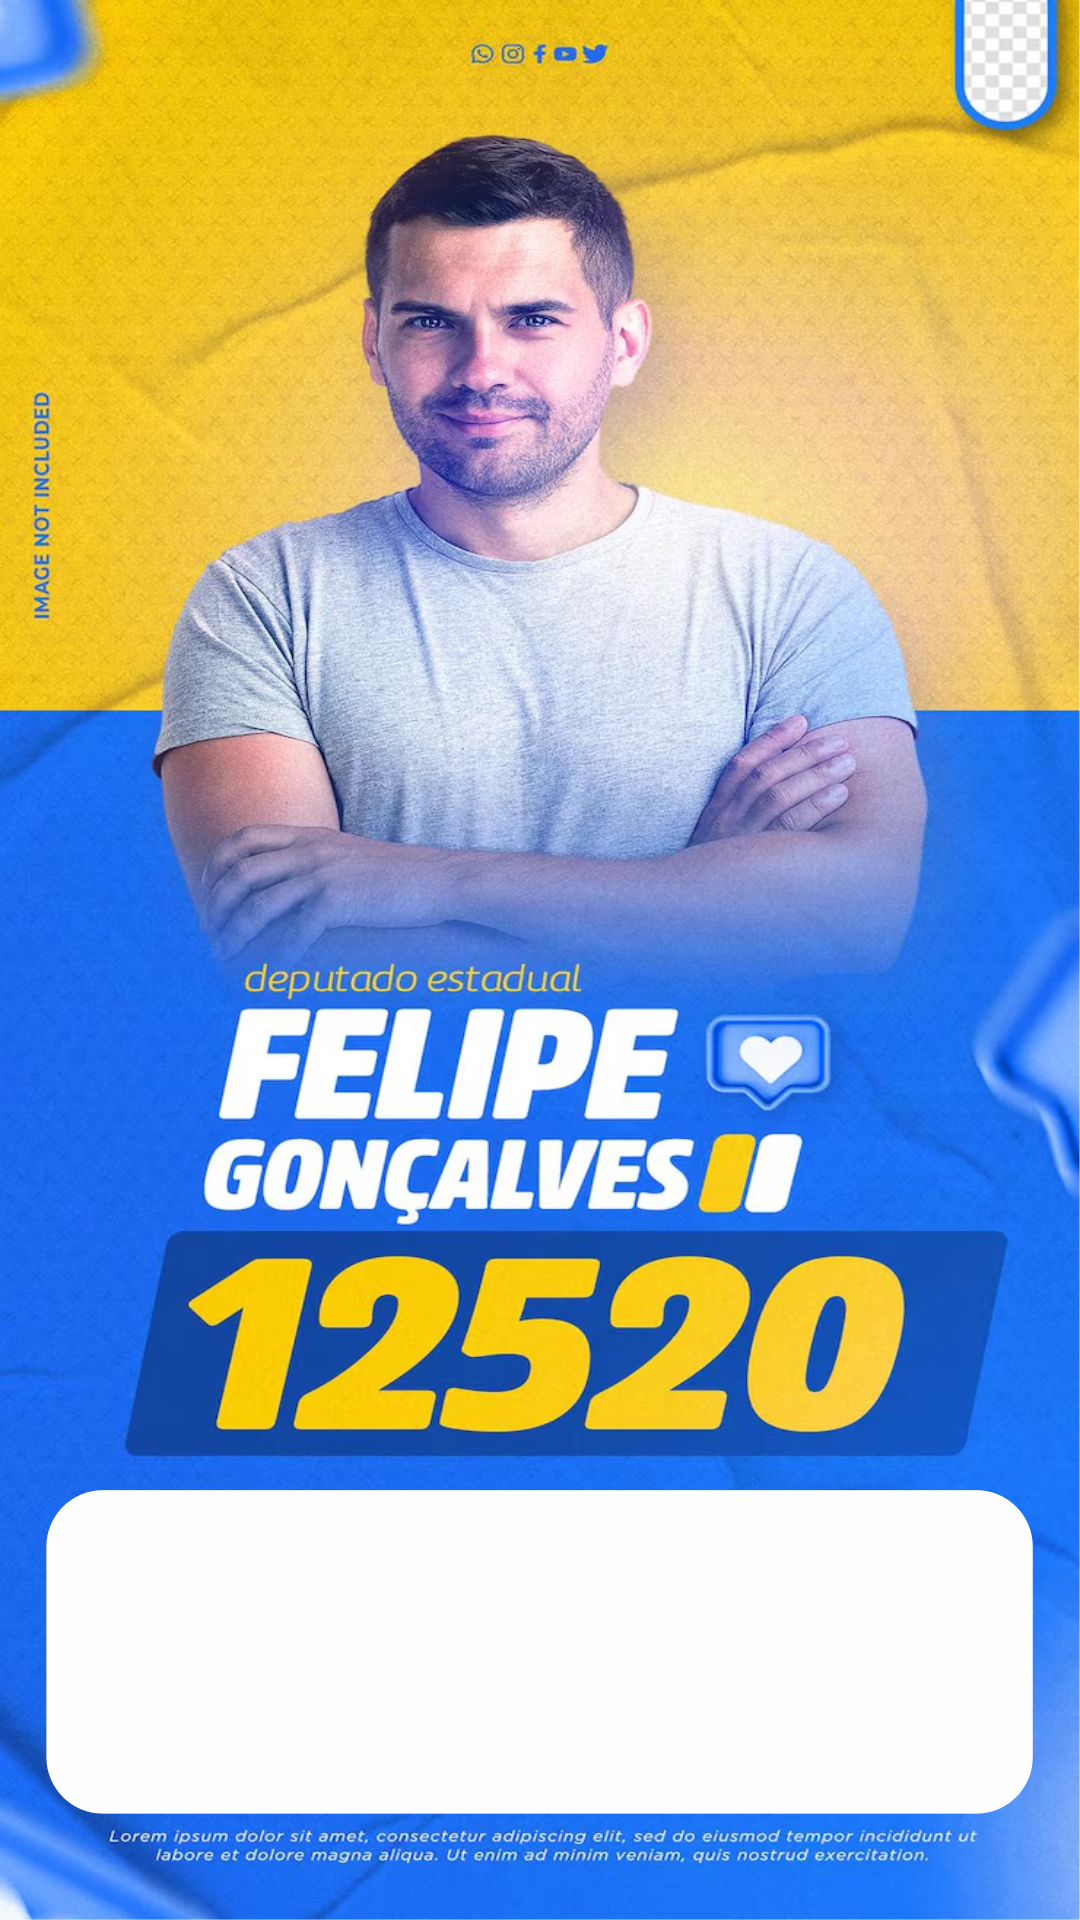 IMAGE NOT INCLUDED
deputado estadual
FELIPE
GONÇALVES
12520
Lorem ipsum dolor sit amet, consectetur adipiscing elit, sed do eiusmod tempor incididunt ut
labore et dolore magna aliqua. Ut enim ad minim veniam, quis nostrud exercitation.